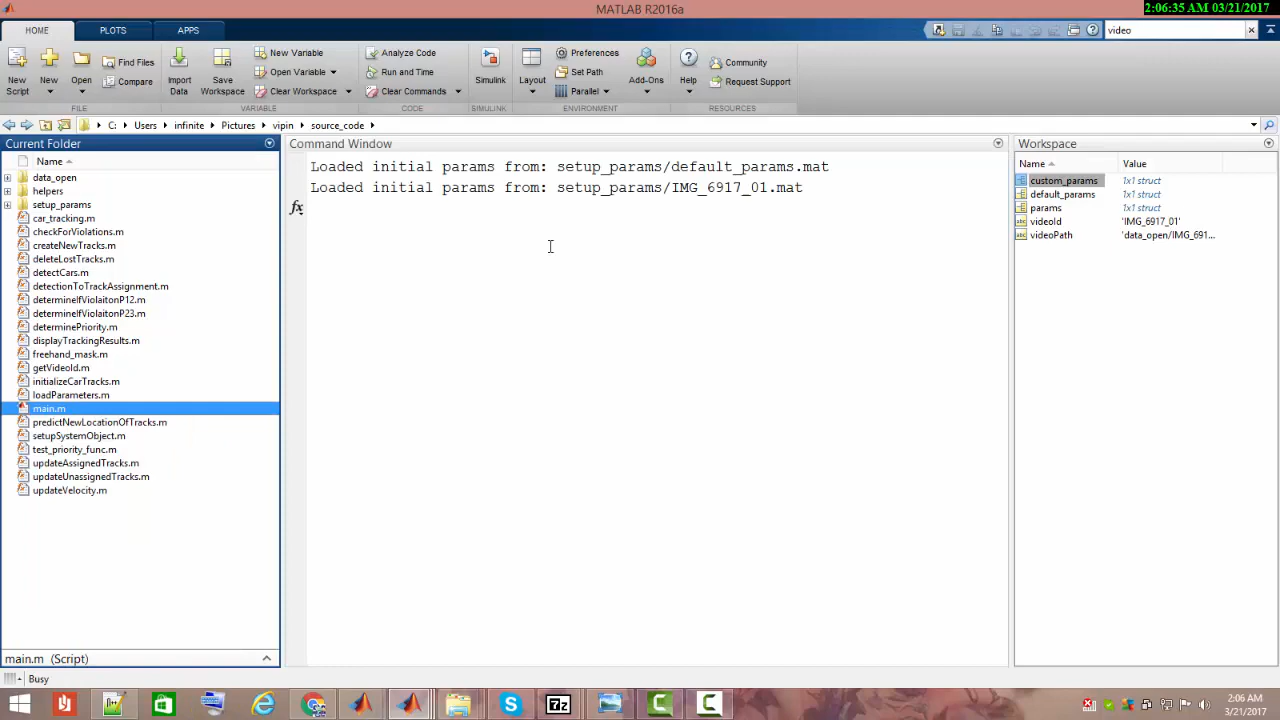 MATLAB R2016a
2:06:35 AM 03/21/2017
HOME
PLOTS
APPS
video
New Script
New
Open
Find Files
Compare
FILE
Import Data
Save Workspace
New Variable
Open Variable
Clear Workspace
VARIABLE
Analyze Code
Run and Time
Clear Commands
CODE
Simulink
SIMULINK
Layout
Preferences
Set Path
Parallel
ENVIRONMENT
Add-Ons
Help
Community
Request Support
RESOURCES
C: Users infinite Pictures vipin source_code
Current Folder
Name
data_open
helpers
setup_params
car_tracking.m
checkForViolations.m
createNewTracks.m
deleteLostTracks.m
detectCars.m
detectionToTrackAssignment.m
determineIfViolaitonP12.m
determineIfViolaitonP23.m
determinePriority.m
displayTrackingResults.m
freehand_mask.m
getVideoId.m
initializeCarTracks.m
loadParameters.m
main.m
predictNewLocationOfTracks.m
setupSystemObject.m
test_priority_func.m
updateAssignedTracks.m
updateUnassignedTracks.m
updateVelocity.m
main.m (Script)
Command Window
Loaded initial params from: setup_params/default_params.mat
Loaded initial params from: setup_params/IMG_6917_01.mat
fx
Workspace
Name Value
custom_params 1x1 struct
default_params 1x1 struct
params 1x1 struct
videoId 'IMG_6917_01'
videoPath 'data_open/IMG_691...
Busy
2:06 AM
3/21/2017